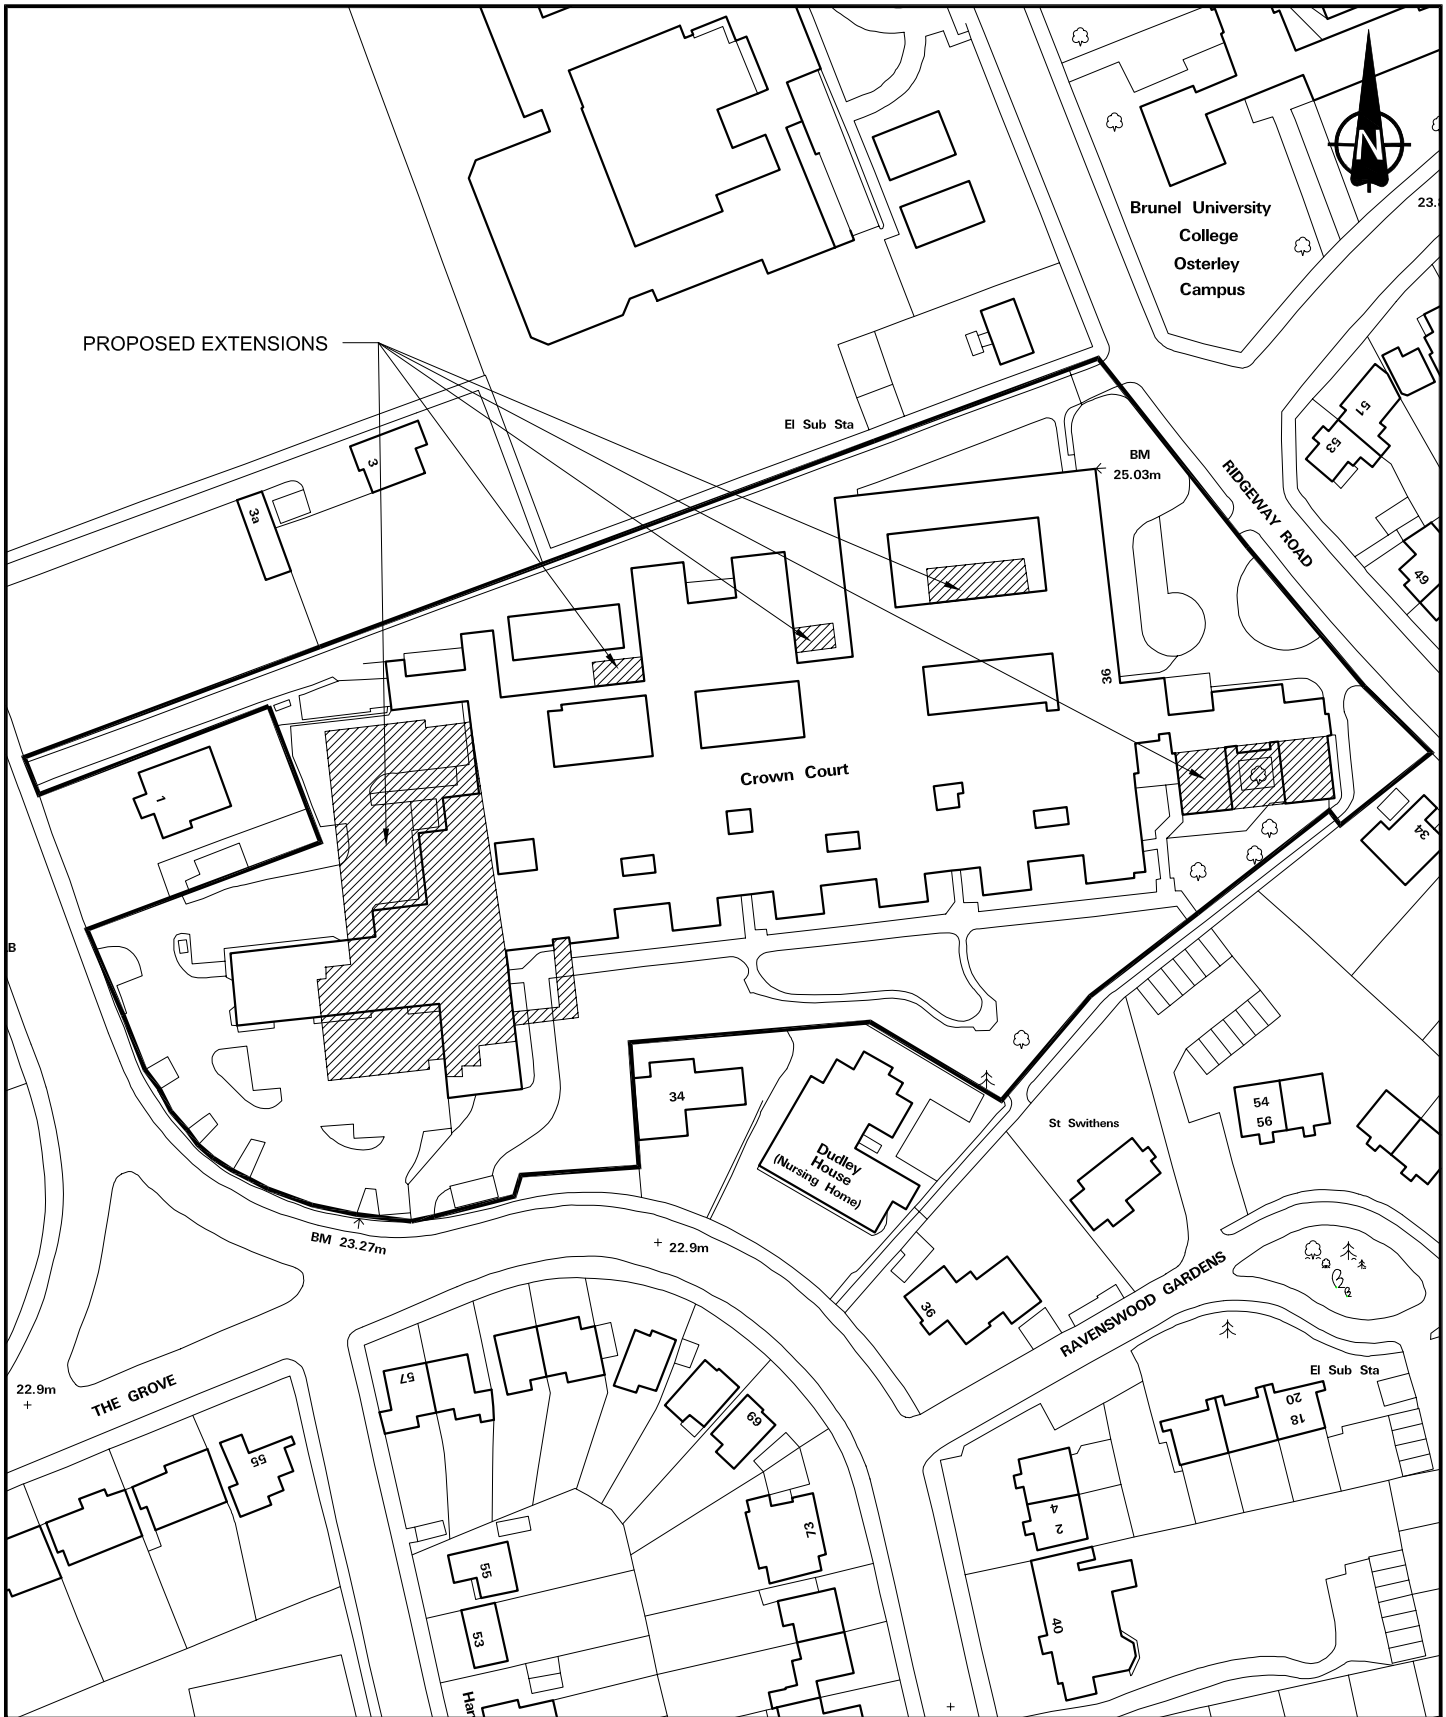 N
Brunel University
College
Osterley
Campus
PROPOSED EXTENSIONS
El Sub Sta
BM
25.03m
RIDGEWAY ROAD
51
53
49
3
3a
36
1
Crown Court
34
B
34
54
56
St Swithens
Dudley
House
(Nursing Home)
BM 23.27m
22.9m
36
RAVENSWOOD GARDENS
El Sub Sta
20
18
22.9m
THE GROVE
57
69
55
4
2
73
55
53
40